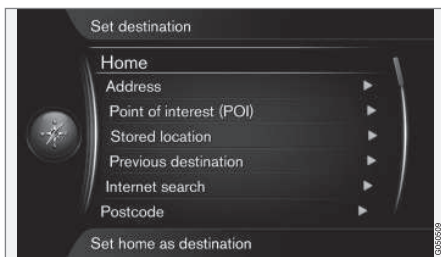 Set destination
Home
Address
Point of interest (POI)
Stored location
Previous destination
Internet search
Postcode
Set home as destination
G050509